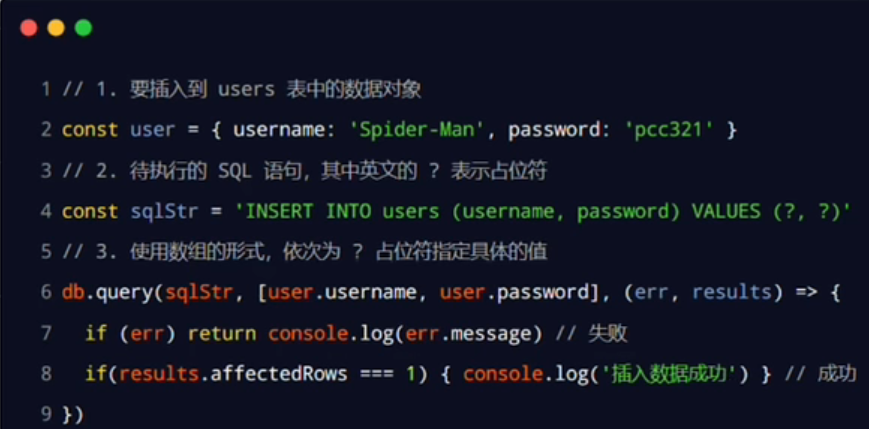 1 // 1. 要插入到 users 表中的数据对象
2 const user = { username: 'Spider-Man', password: 'pcc321' }
3 // 2. 待执行的 SQL 语句，其中英文的 ? 表示占位符
4 const sqlStr = 'INSERT INTO users (username, password) VALUES (?, ?)'
5 // 3. 使用数组的形式，依次为 ? 占位符指定具体的值
6 db.query(sqlStr, [user.username, user.password], (err, results) => {
7   if (err) return console.log(err.message) // 失败
8   if(results.affectedRows === 1) { console.log('插入数据成功') } // 成功
9 })